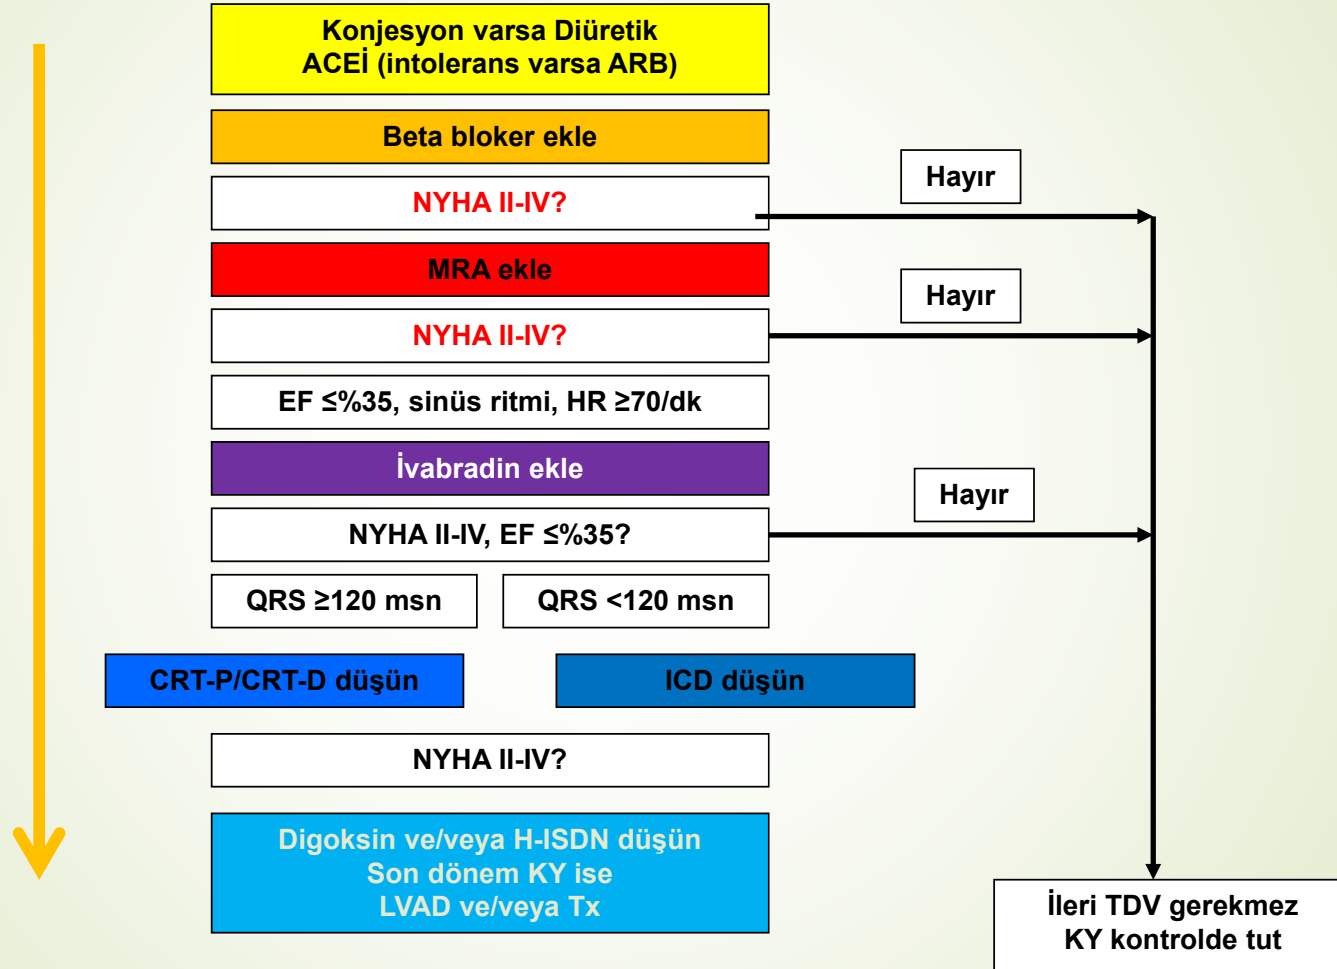 Konjesyon varsa Diüretik
ACEİ (intolerans varsa ARB)
Beta bloker ekle
Hayır
NYHA II-IV?
MRA ekle
Hayır
NYHA II-IV?
EF ≤%35, sinüs ritmi, HR ≥70/dk
İvabradin ekle
Hayır
NYHA II-IV, EF ≤%35?
QRS ≥120 msn
QRS <120 msn
CRT-P/CRT-D düşün
ICD düşün
NYHA II-IV?
Digoksin ve/veya H-ISDN düşün
Son dönem KY ise
LVAD ve/veya Tx
İleri TDV gerekmez
KY kontrolde tut